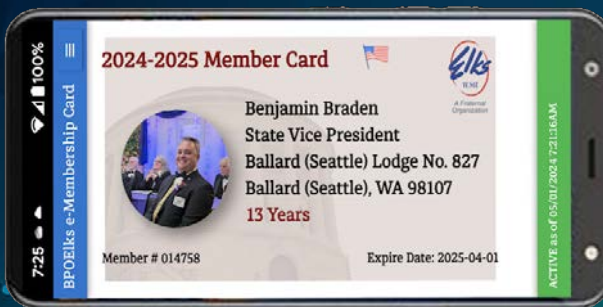 7:25
100%
BPOElks e-Membership Card
2024-2025 Member Card
Elks
USA
A Fraternal
Organization
Benjamin Braden
State Vice President
Ballard (Seattle) Lodge No. 827
Ballard (Seattle), WA 98107
13 Years
Member # 014758
Expire Date: 2025-04-01
ACTIVE as of 05/01/2024 7:21:16AM